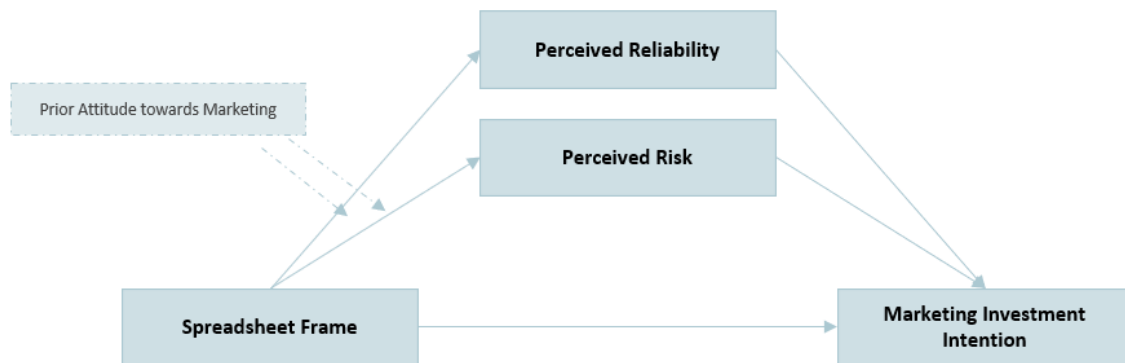 Perceived Reliability
Prior Attitude towards Marketing
Perceived Risk
Spreadsheet Frame
Marketing Investment
Intention